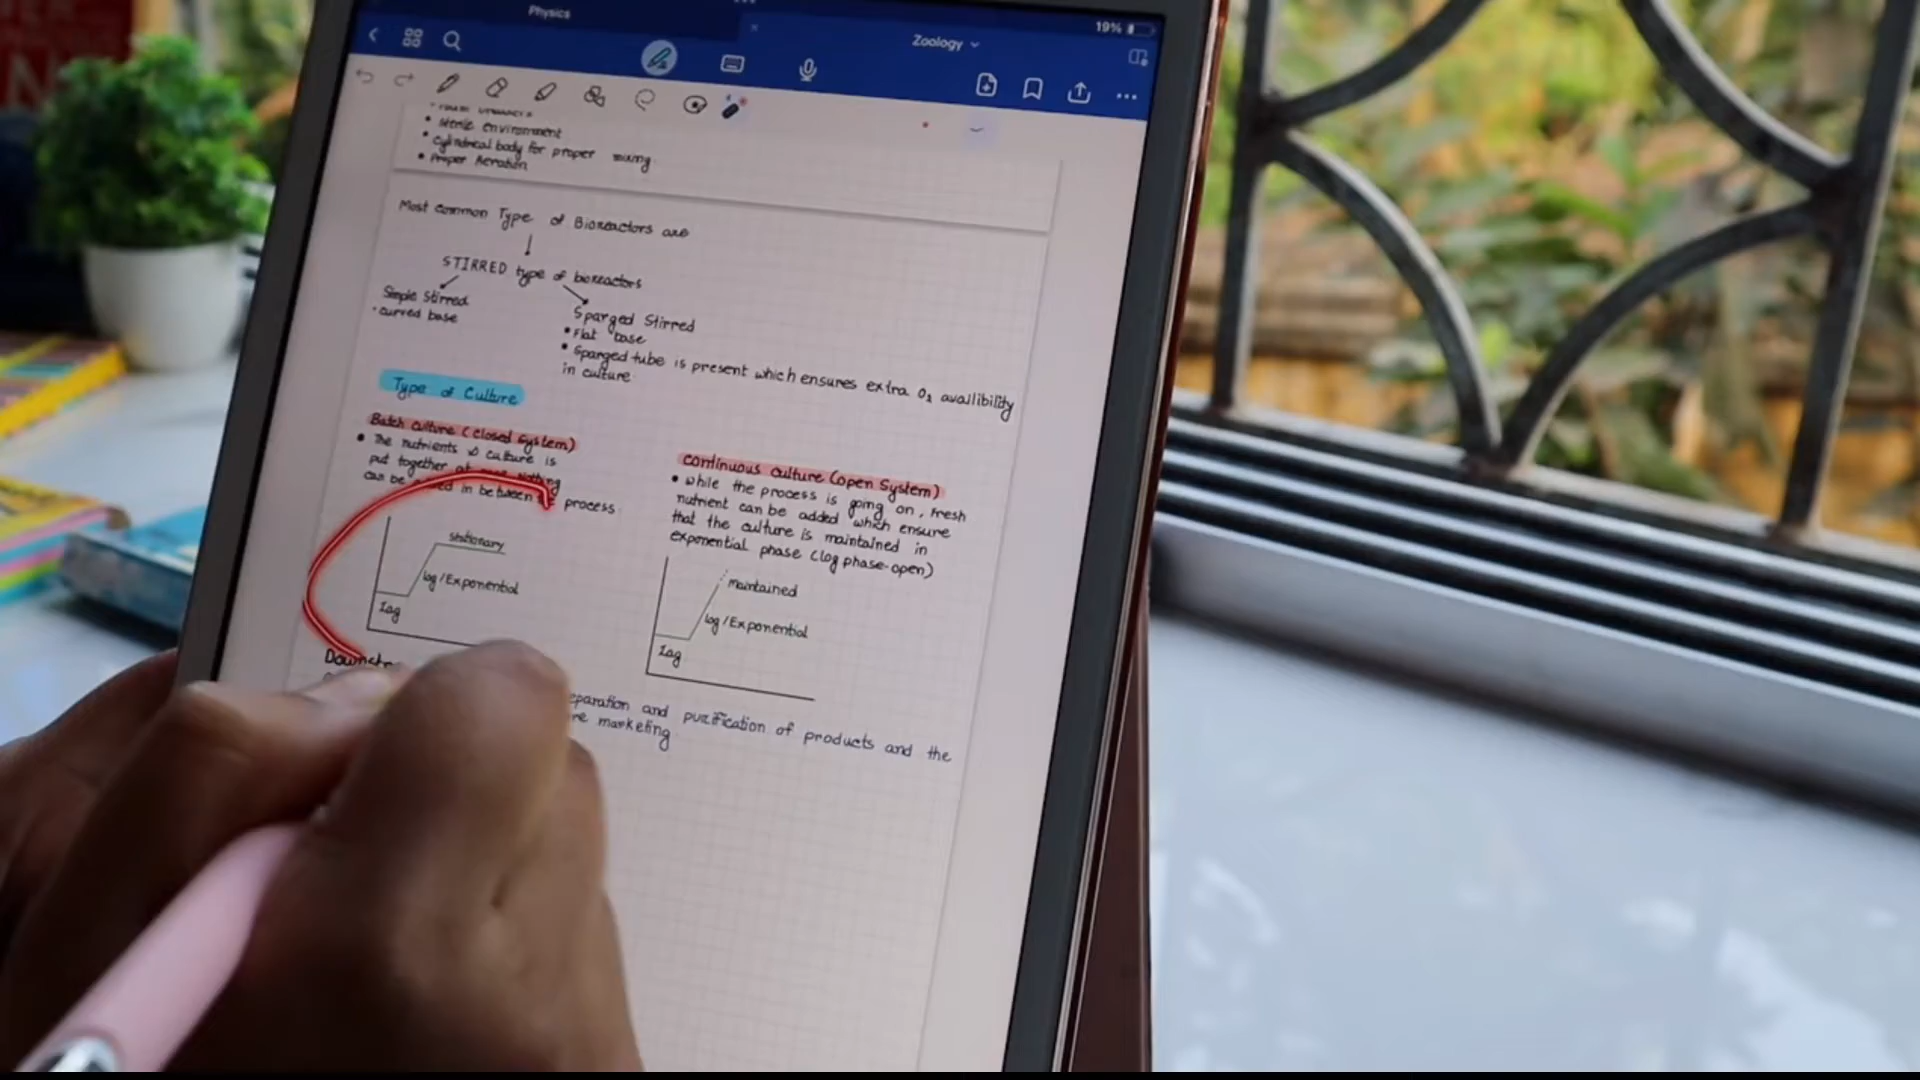 Physics
Zoology
19%
• Sterile environment
• Cylindrical body for proper mixing
• Proper Aeration
Most common Type of Bioreactors are
STIRRED type of bioreactors
Simple Stirred
• curved base
Sparged Stirred
• Flat base
• Sparged tube is present which ensures extra O₂ availibility
in culture
Type of Culture
Batch culture (closed system)
• The nutrients & culture is
put together at
can be in between process
stationary
log/Exponential
Lag
continuous culture (open System)
• while the process is going on, Fresh
nutrient can be added which ensure
that the culture is maintained in
exponential phase (log phase-open)
maintained
log/Exponential
Lag
and purification of products and the
marketing